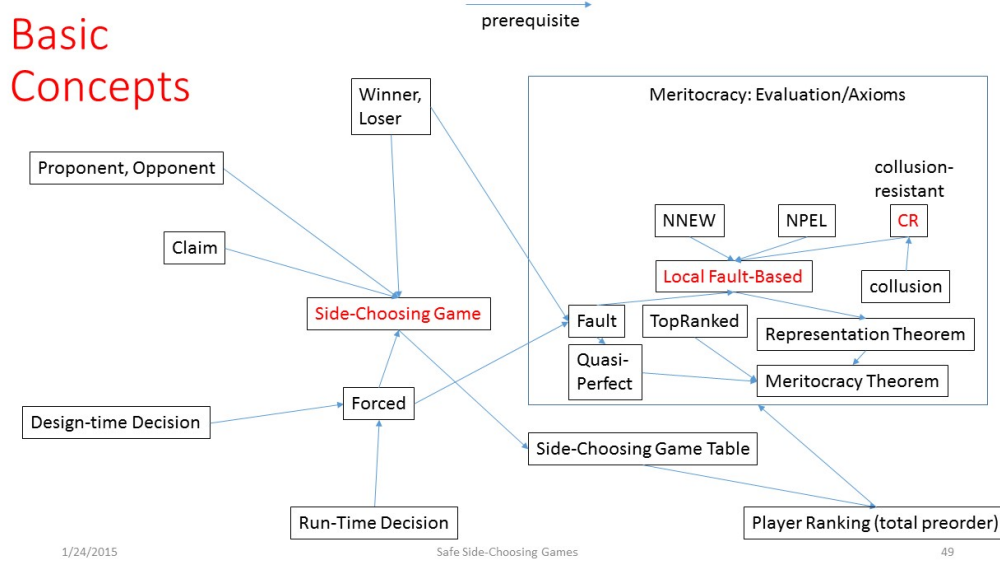 prerequisite
Basic
Concepts
Winner,
Loser
Meritocracy: Evaluation/Axioms
Proponent, Opponent
collusion-
resistant
NNEW
NPEL
CR
Claim
Local Fault-Based
collusion
Side-Choosing Game
Fault
TopRanked
Representation Theorem
Quasi-
Perfect
Meritocracy Theorem
Forced
Design-time Decision
Side-Choosing Game Table
Run-Time Decision
Player Ranking (total preorder)
1/24/2015
Safe Side-Choosing Games
49